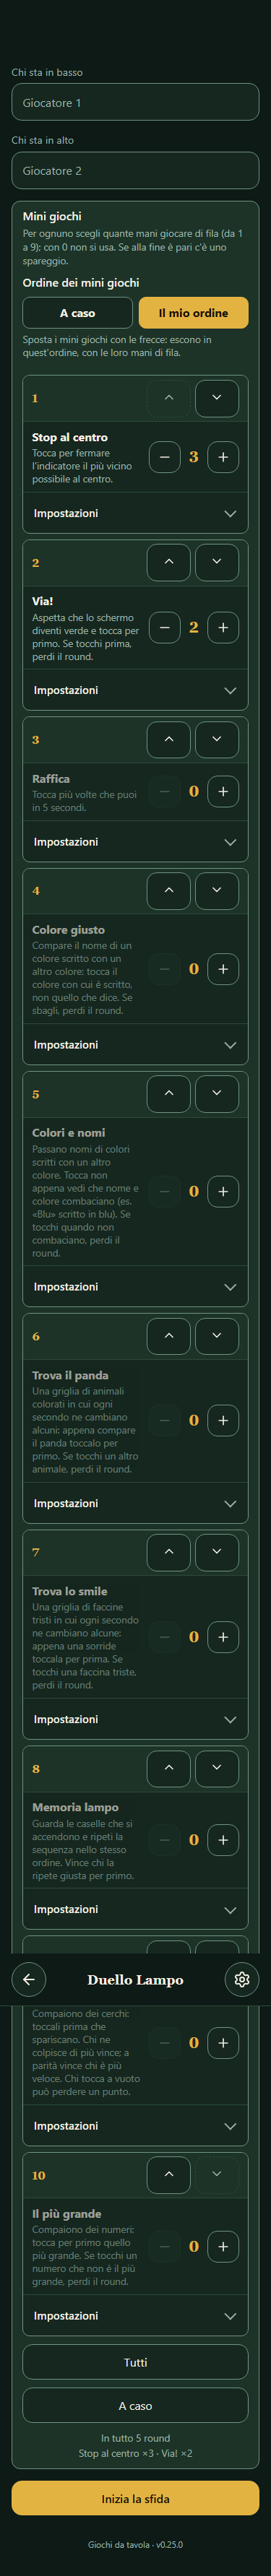 Chi sta in basso
Giocatore 1
Chi sta in alto
Giocatore 2
Mini giochi
Per ognuno scegli quante mani giocare di fila (da 1
a 9); con 0 non si usa. Se alla fine è pari c'è uno
spareggio.
Ordine dei mini giochi
A caso
Il mio ordine
Sposta i mini giochi con le frecce: escono in
quest'ordine, con le loro mani di fila.
1
Stop al centro
Tocca per fermare
l'indicatore il più vicino
possibile al centro.
3
Impostazioni
2
Via!
Aspetta che lo schermo
diventi verde e tocca per
primo. Se tocchi prima,
perdi il round.
2
Impostazioni
3
Raffica
Tocca più volte che puoi
in 5 secondi.
0
Impostazioni
4
Colore giusto
Compare il nome di un
colore scritto con un
altro colore: tocca il
colore con cui è scritto,
non quello che dice. Se
sbagli, perdi il round.
0
Impostazioni
5
Colori e nomi
Passano nomi di colori
scritti con un altro
colore. Tocca non
appena vedi che nome e
colore combaciano (es.
«Blu» scritto in blu). Se
tocchi quando non
combaciano, perdi il
round.
0
Impostazioni
6
Trova il panda
Una griglia di animali
colorati in cui ogni
secondo ne cambiano
alcuni: appena compare
il panda toccalo per
primo. Se tocchi un altro
animale, perdi il round.
0
Impostazioni
7
Trova lo smile
Una griglia di faccine
tristi in cui ogni secondo
ne cambiano alcune:
appena una sorride
toccala per prima. Se
tocchi una faccina triste,
perdi il round.
0
Impostazioni
8
Memoria lampo
Guarda le caselle che si
accendono e ripeti la
sequenza nello stesso
ordine. Vince chi la
ripete giusta per primo.
0
Impostazioni
Duello Lampo
Compaiono dei cerchi:
toccali prima che
spariscano. Chi ne
colpisce di più vince; a
parità vince chi è più
veloce. Chi tocca a vuoto
può perdere un punto.
0
Impostazioni
10
Il più grande
Compaiono dei numeri:
tocca per primo quello
più grande. Se tocchi un
numero che non è il più
grande, perdi il round.
0
Impostazioni
Tutti
A caso
In tutto 5 round
Stop al centro ×3 · Via! ×2
Inizia la sfida
Giochi da tavola · v0.25.0